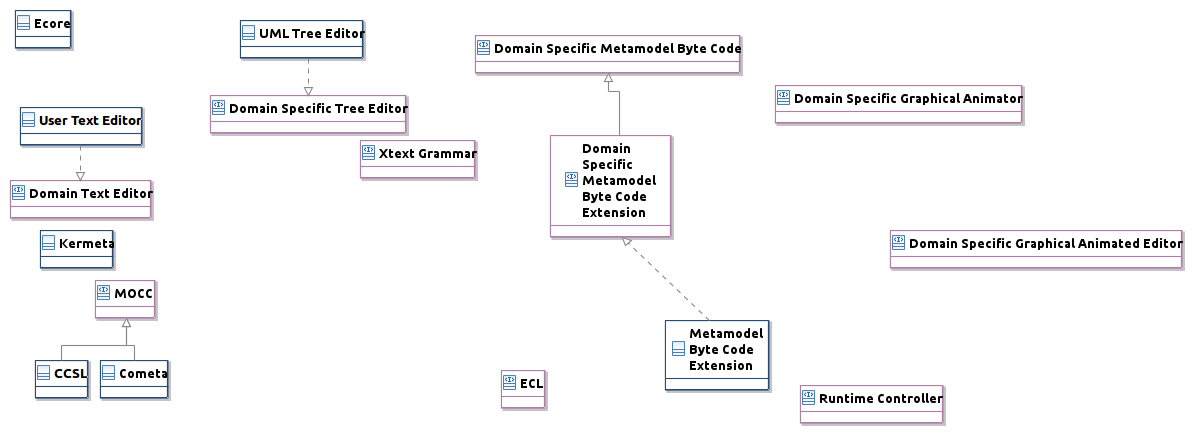 Ecore
UML Tree Editor
Domain Specific Metamodel Byte Code
Domain Specific Graphical Animator
Domain Specific Tree Editor
User Text Editor
Xtext Grammar
Domain
Specific
Metamodel
Byte Code
Extension
Domain Text Editor
Kermeta
Domain Specific Graphical Animated Editor
MOCC
Metamodel
Byte Code
Extension
CCSL
Cometa
ECL
Runtime Controller